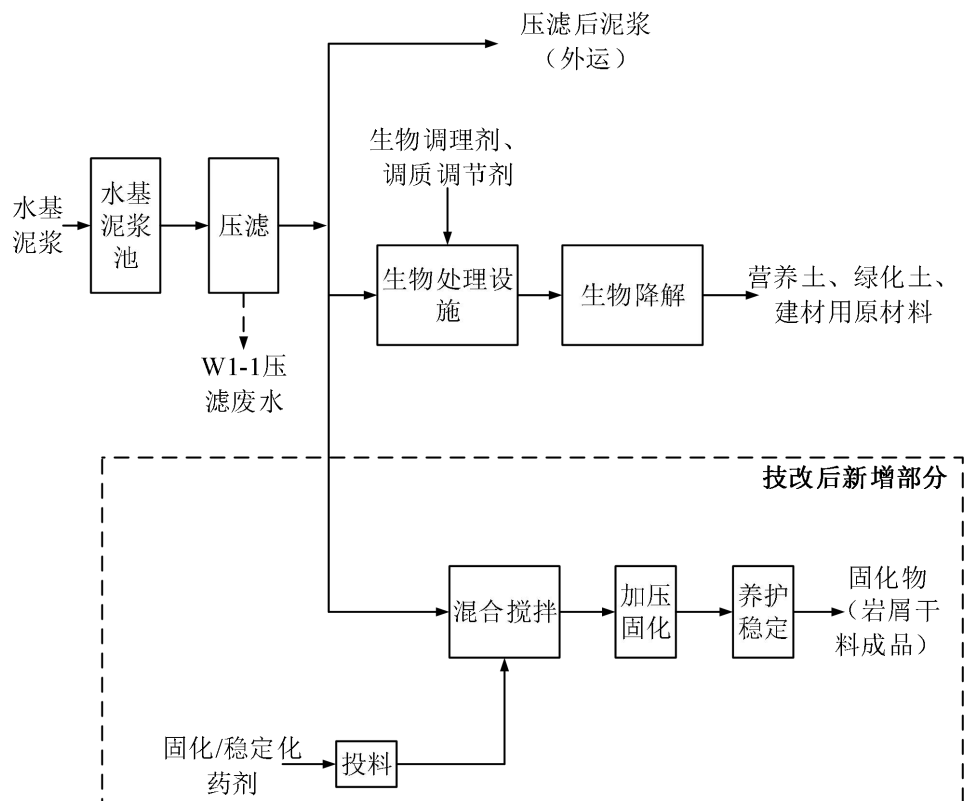 压滤后泥浆
（外运）
生物调理剂、
调质调节剂
水基
泥浆
水基
泥浆
池
压滤
生物处理设
施
生物降解
营养土、绿化土、
建材用原材料
W1-1压
滤废水
技改后新增部分
混合搅拌
加压
固化
养护
稳定
固化物
（岩屑干
料成品）
固化/稳定化
药剂
投料